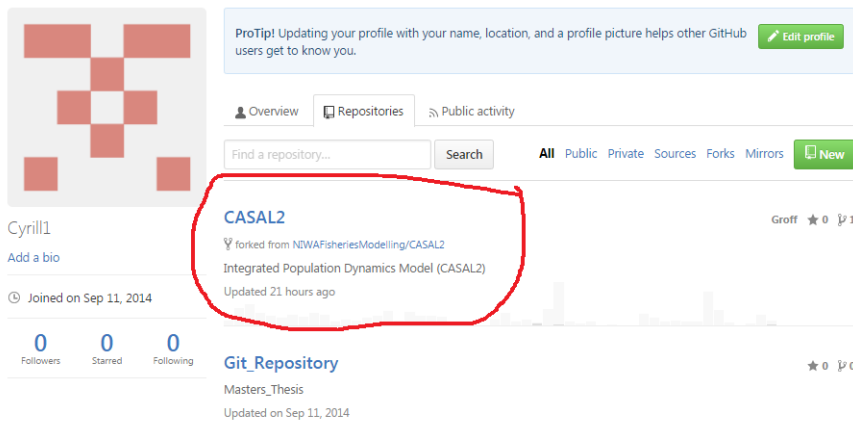 ProTip! Updating your profile with your name, location, and a profile picture helps other GitHub
users get to know you.
Edit profile
Overview
Repositories
Public activity
Find a repository...
Search
All
Public
Private
Sources
Forks
Mirrors
New
Cyrill1
Add a bio
Joined on Sep 11, 2014
0
Followers
0
Starred
0
Following
CASAL2
Groff
0
1
forked from NIWAFisheriesModelling/CASAL2
Integrated Population Dynamics Model (CASAL2)
Updated 21 hours ago
Git_Repository
0
0
Masters_Thesis
Updated on Sep 11, 2014